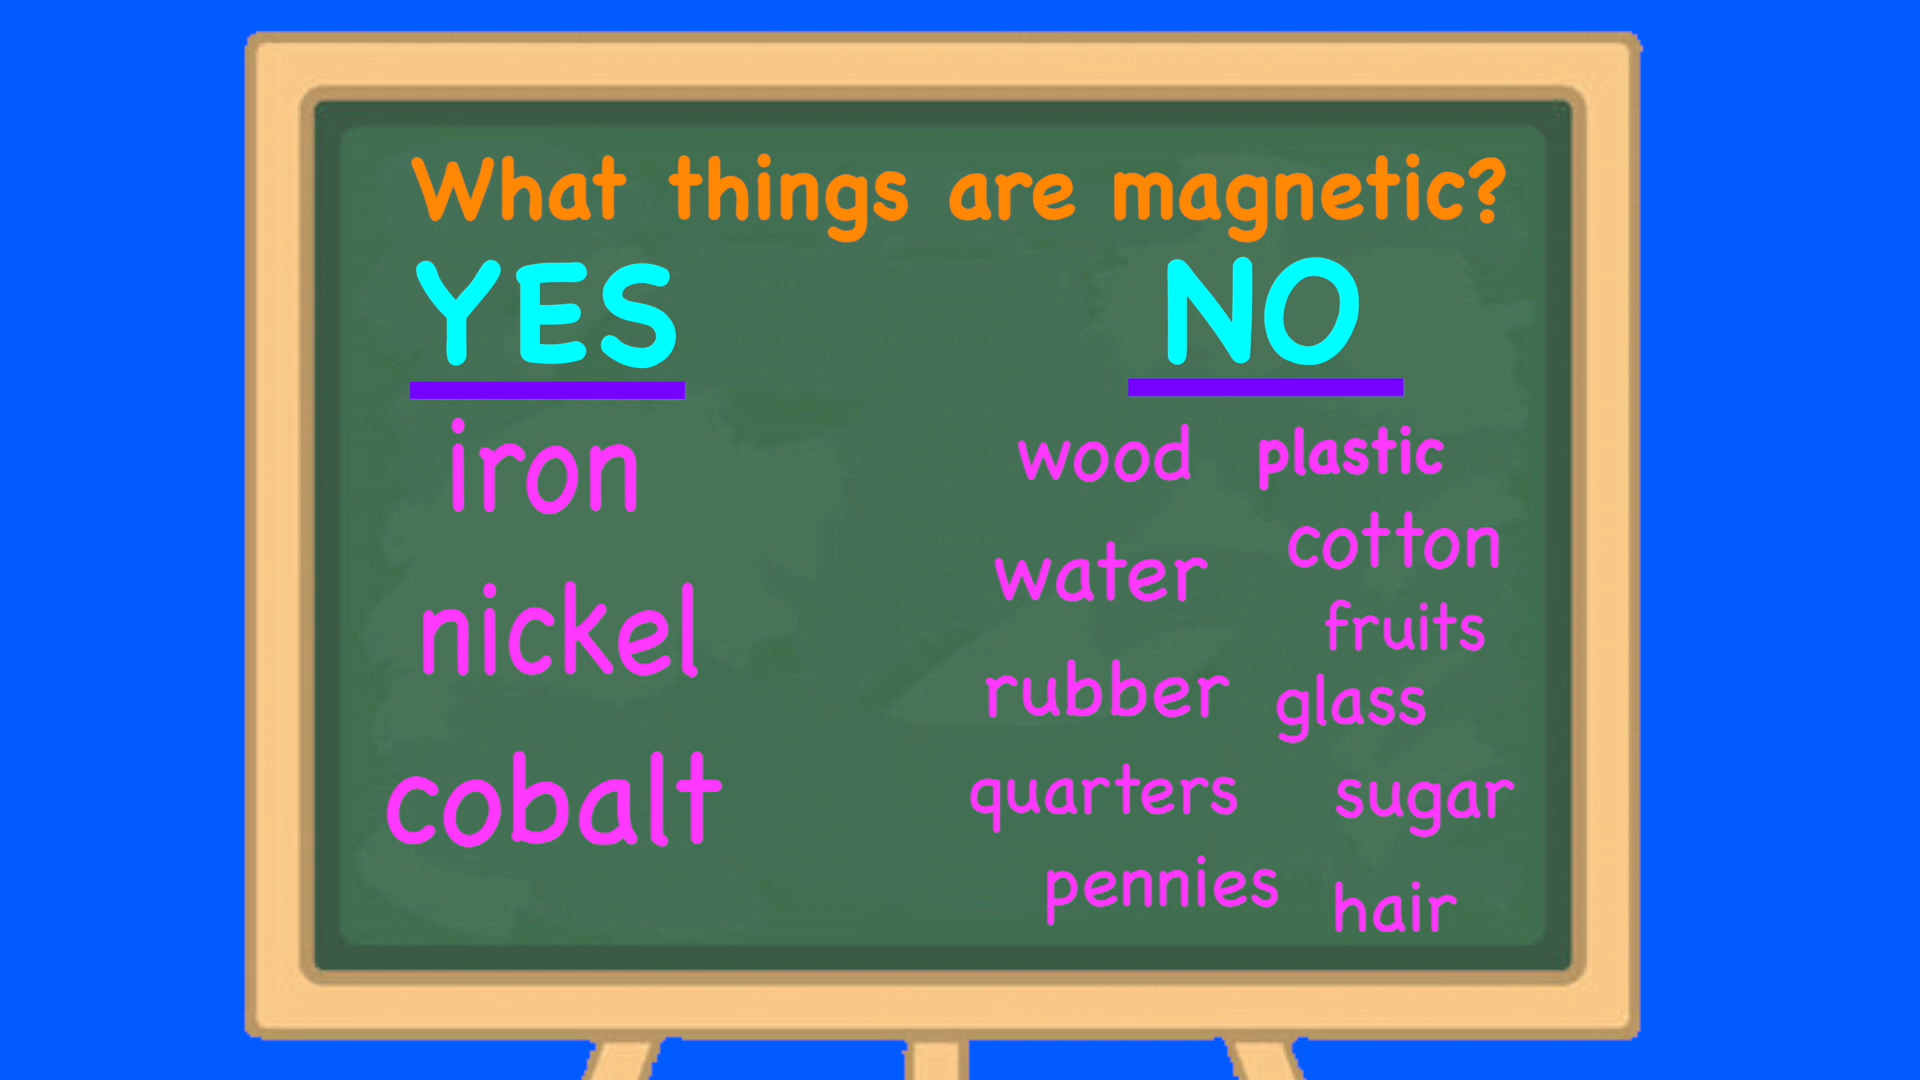 What things are magnetic?
YES
iron
nickel
cobalt
NO
wood plastic
cotton
water
fruits
rubber glass
quarters sugar
pennies hair